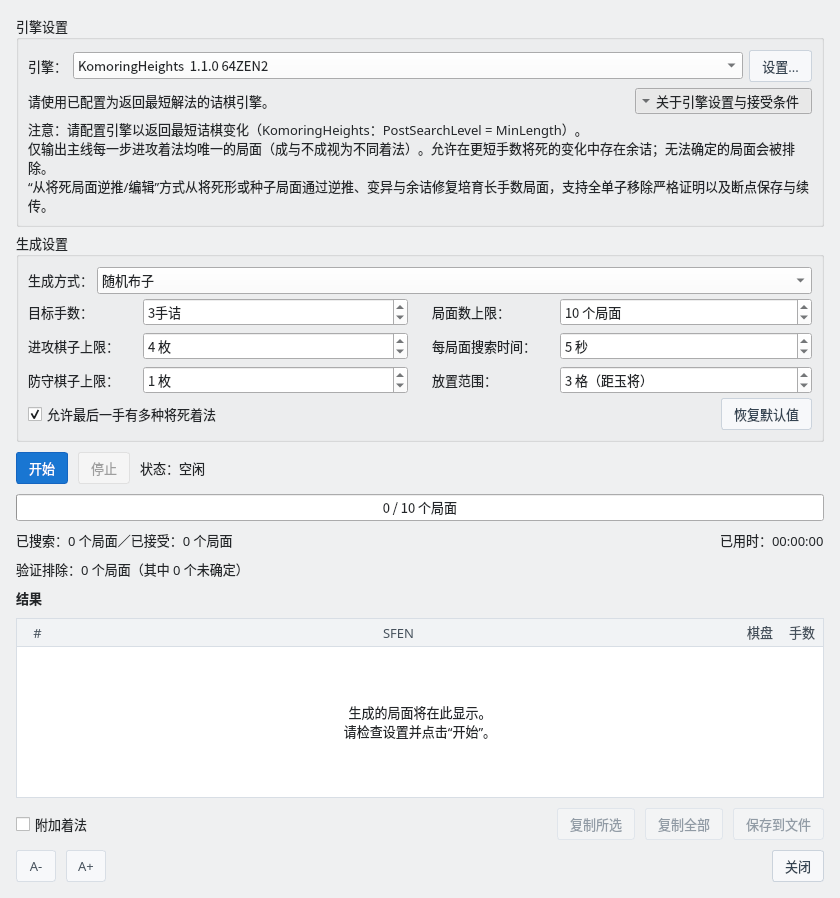 引擎设置
引擎： KomoringHeights 1.1.0 64ZEN2 设置...
请使用已配置为返回最短解法的诘棋引擎。 关于引擎设置与接受条件
注意：请配置引擎以返回最短诘棋变化（KomoringHeights：PostSearchLevel = MinLength）。
仅输出主线每一步进攻着法均唯一的局面（成与不成视为不同着法）。允许在更短手数将死的变化中存在余诘；无法确定的局面会被排
除。
“从将死局面逆推/编辑”方式从将死形或种子局面通过逆推、变异与余诘修复培育长手数局面，支持全单子移除严格证明以及断点保存与续
传。
生成设置
生成方式： 随机布子
目标手数： 3手诘 局面数上限： 10 个局面
进攻棋子上限： 4 枚 每局面搜索时间： 5 秒
防守棋子上限： 1 枚 放置范围： 3 格（距玉将）
允许最后一手有多种将死着法 恢复默认值
开始 停止 状态：空闲
0 / 10 个局面
已搜索：0 个局面／已接受：0 个局面 已用时：00:00:00
验证排除：0 个局面（其中 0 个未确定）
结果
# SFEN 棋盘 手数
生成的局面将在此显示。
请检查设置并点击“开始”。
附加着法 复制所选 复制全部 保存到文件
A- A+ 关闭